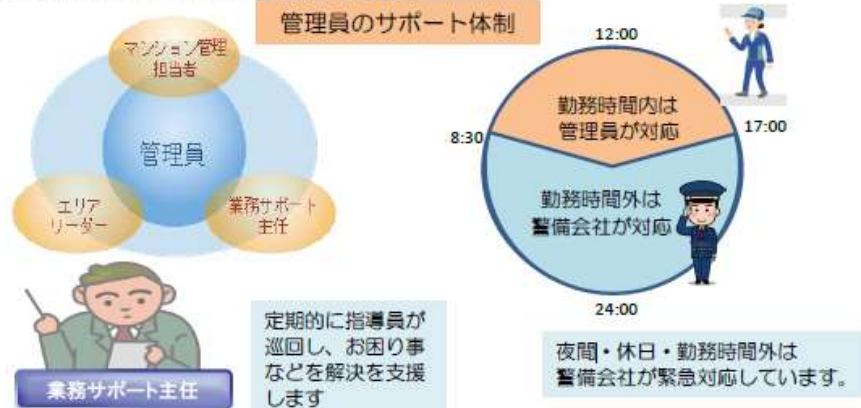 管理員のサポート体制
マンション管理
担当者
管理員
エリア
リーダー
業務サポート
主任
業務サポート主任
定期的に指導員が
巡回し、お困り事
などを解決を支援
します
12:00
8:30
17:00
勤務時間内は
管理員が対応
勤務時間外は
警備会社が対応
24:00
夜間・休日・勤務時間外は
警備会社が緊急対応しています。